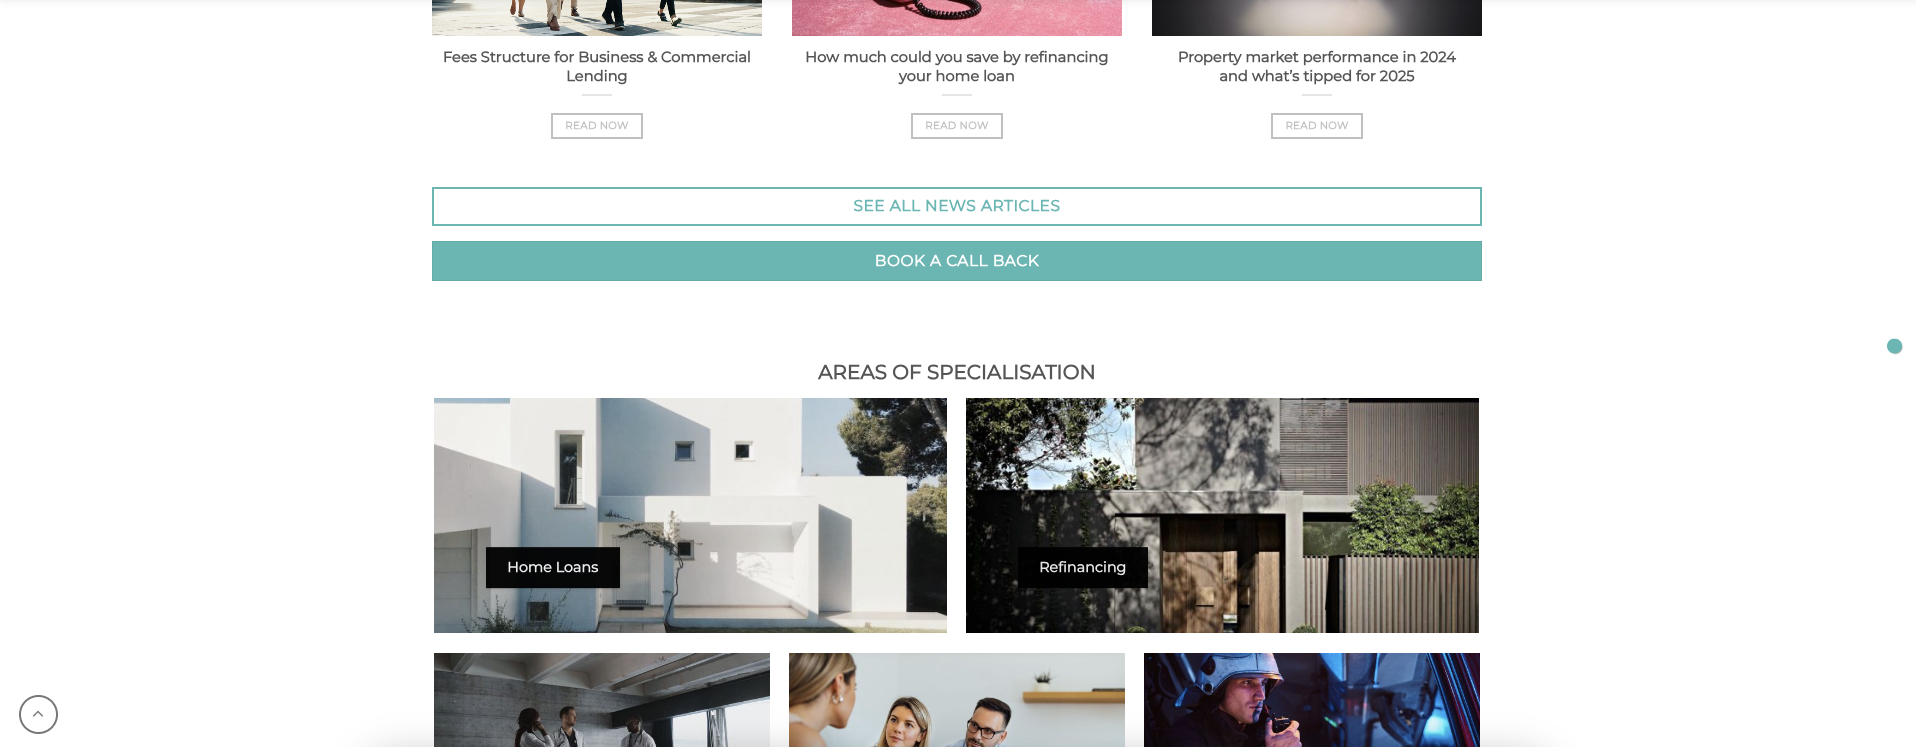 Fees Structure for Business & Commercial
Lending
READ NOW
How much could you save by refinancing
your home loan
READ NOW
Property market performance in 2024
and what’s tipped for 2025
READ NOW
SEE ALL NEWS ARTICLES
BOOK A CALL BACK
AREAS OF SPECIALISATION
Home Loans
Refinancing